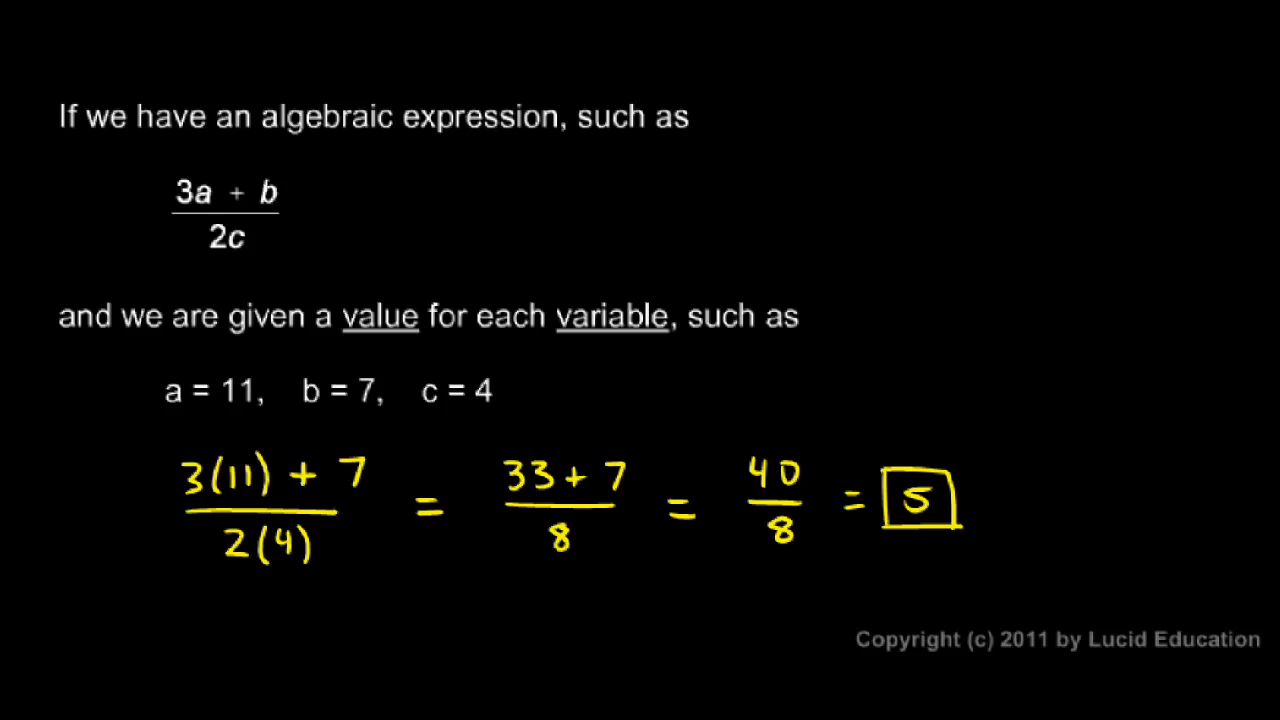 If we have an algebraic expression, such as
3a + b
2c
and we are given a value for each variable, such as
a = 11, b = 7, c = 4
3(11) + 7 = 33 + 7 = 40 = 5
2(4) 8 8
Copyright (c) 2011 by Lucid Education